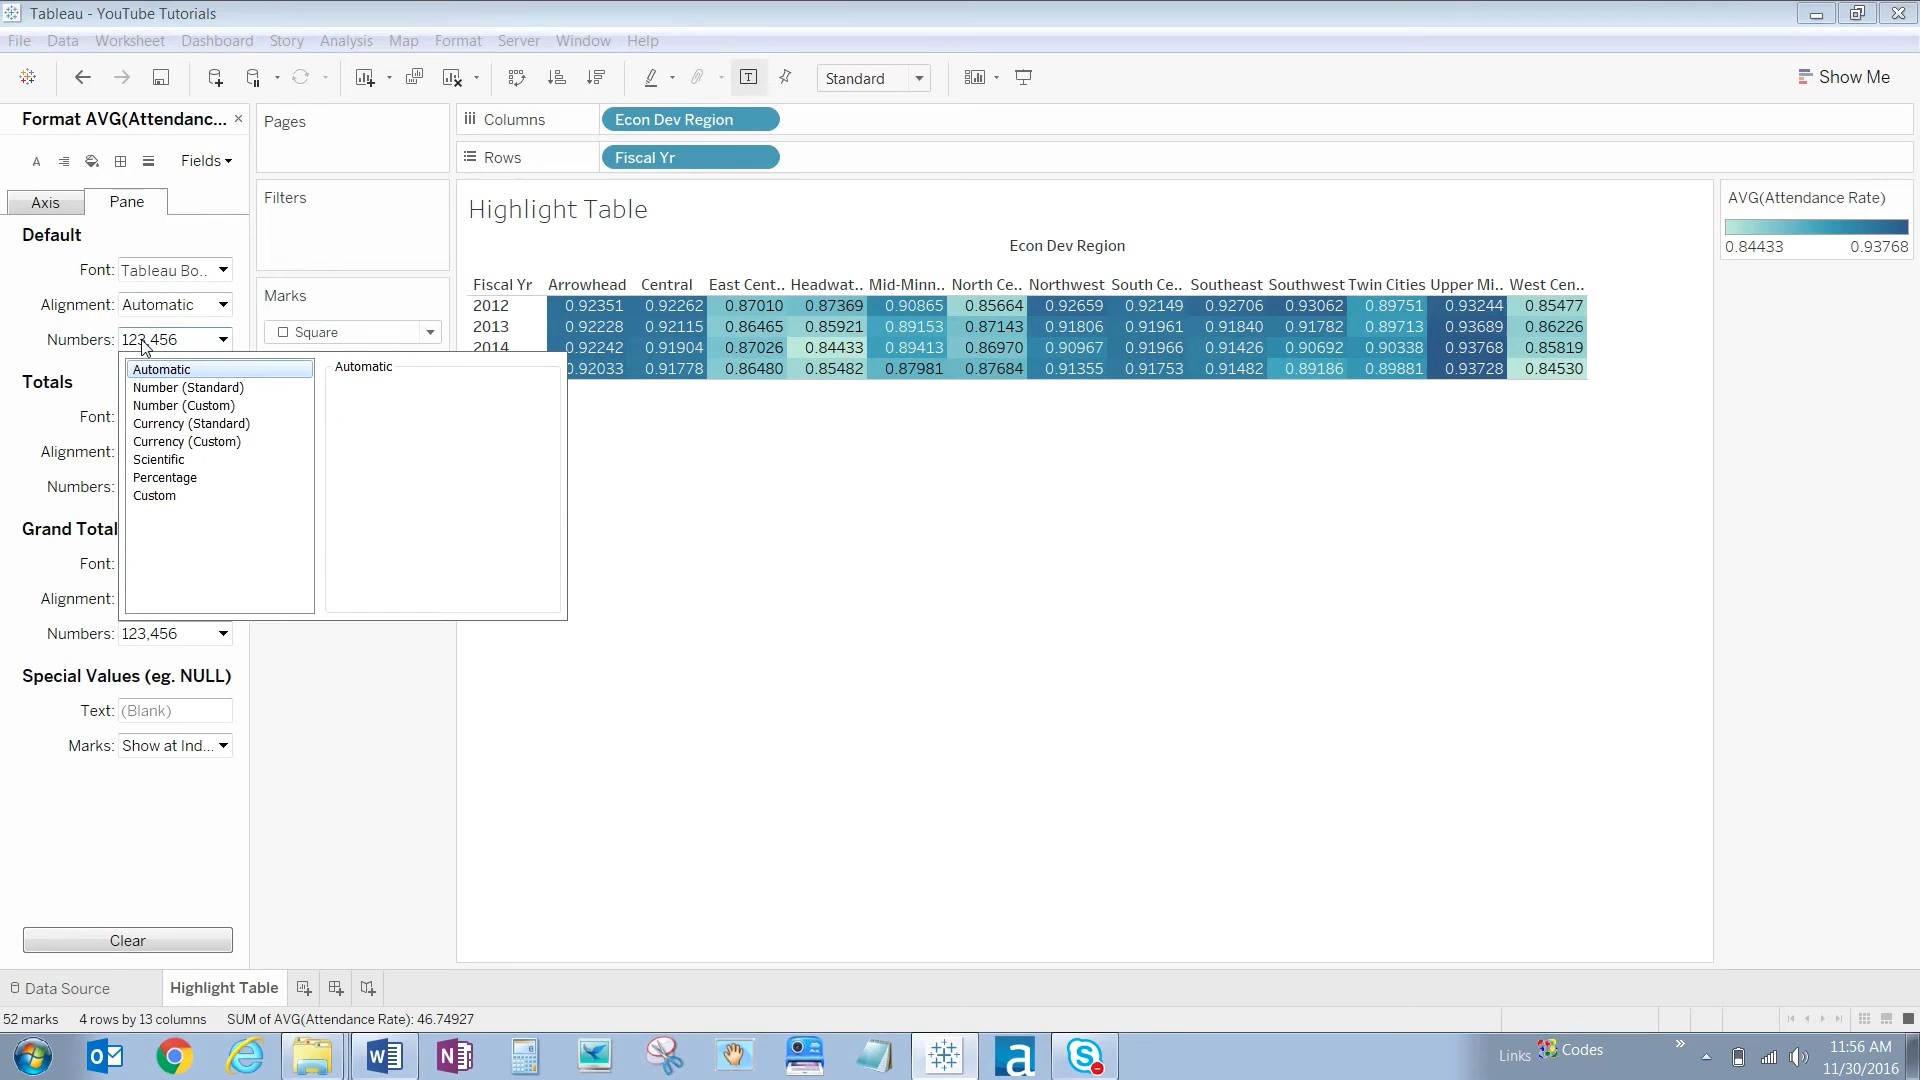 Tableau - YouTube Tutorials
File Data Worksheet Dashboard Story Analysis Map Format Server Window Help
Standard
Show Me
Format AVG(Attendanc...
Fields
Axis Pane
Default
Font: Tableau Bo..
Alignment: Automatic
Numbers: 123,456
Totals
Font:
Alignment:
Numbers:
Grand Total
Font:
Alignment:
Numbers: 123,456
Special Values (eg. NULL)
Text: (Blank)
Marks: Show at Ind...
Clear
Automatic
Number (Standard)
Number (Custom)
Currency (Standard)
Currency (Custom)
Scientific
Percentage
Custom
Automatic
Pages
Filters
Marks
Square
Columns Econ Dev Region
Rows Fiscal Yr
Highlight Table
Econ Dev Region
Fiscal Yr Arrowhead Central East Cent.. Headwat.. Mid-Minn.. North Ce.. Northwest South Ce.. Southeast Southwest Twin Cities Upper Mi.. West Cen..
2012 0.92351 0.92262 0.87010 0.87369 0.90865 0.85664 0.92659 0.92149 0.92706 0.93062 0.89751 0.93244 0.85477
2013 0.92228 0.92115 0.86465 0.85921 0.89153 0.87143 0.91806 0.91961 0.91840 0.91782 0.89713 0.93689 0.86226
2014 0.92242 0.91904 0.87026 0.84433 0.89413 0.86970 0.90967 0.91966 0.91426 0.90692 0.90338 0.93768 0.85819
0.92033 0.91778 0.86480 0.85482 0.87981 0.87684 0.91355 0.91753 0.91482 0.89186 0.89881 0.93728 0.84530
AVG(Attendance Rate)
0.84433 0.93768
Data Source Highlight Table
52 marks 4 rows by 13 columns SUM of AVG(Attendance Rate): 46.74927
Links Codes
11:56 AM
11/30/2016